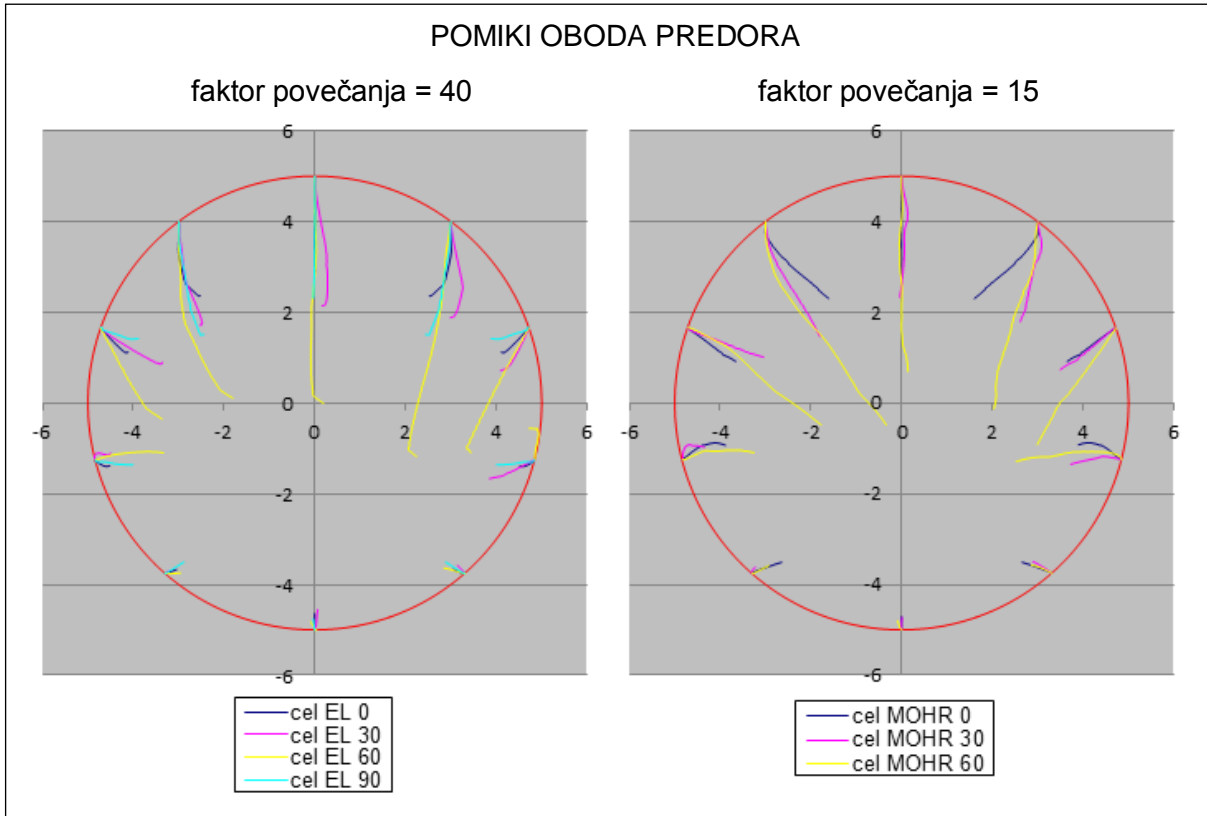 POMIKI OBODA PREDORA
faktor povečanja = 40
faktor povečanja = 15
6
4
2
0
-2
-4
-6
-6 -4 -2 0 2 4 6
cel EL 0
cel EL 30
cel EL 60
cel EL 90
6
4
2
0
-2
-4
-6
-6 -4 -2 0 2 4 6
cel MOHR 0
cel MOHR 30
cel MOHR 60